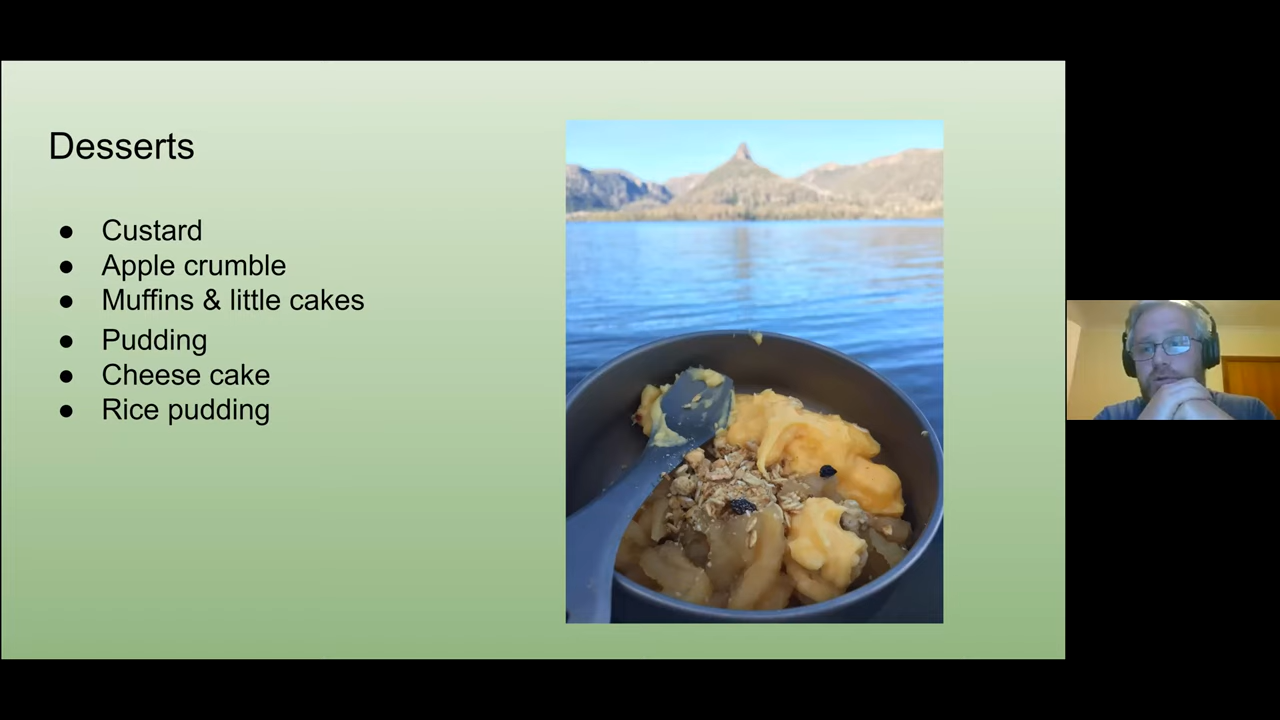 Desserts
● Custard
● Apple crumble
● Muffins & little cakes
● Pudding
● Cheese cake
● Rice pudding